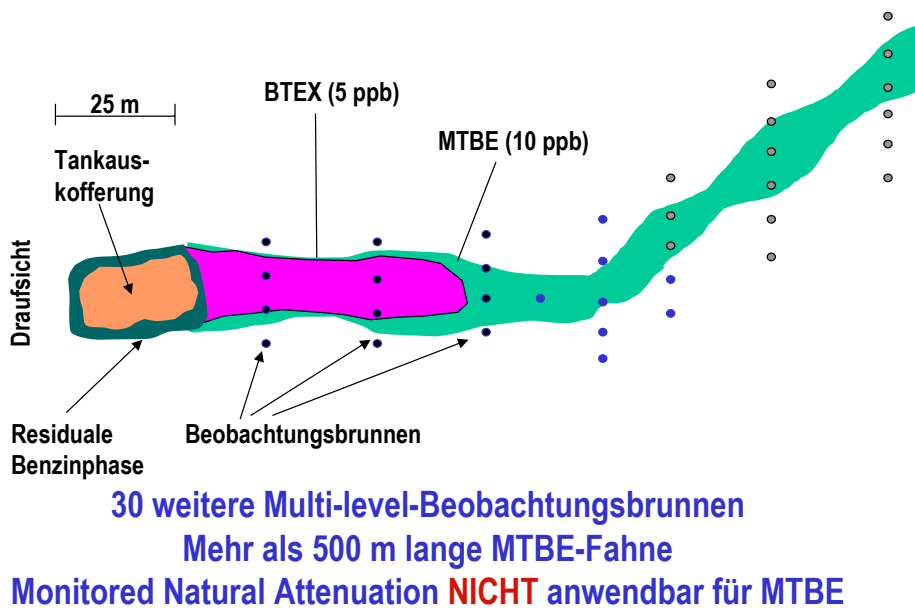 BTEX (5 ppb)
25 m
MTBE (10 ppb)
Tankaus-
kofferung
Draufsicht
Residuale
Benzinphase
Beobachtungsbrunnen
30 weitere Multi-level-Beobachtungsbrunnen
Mehr als 500 m lange MTBE-Fahne
Monitored Natural Attenuation NICHT anwendbar für MTBE